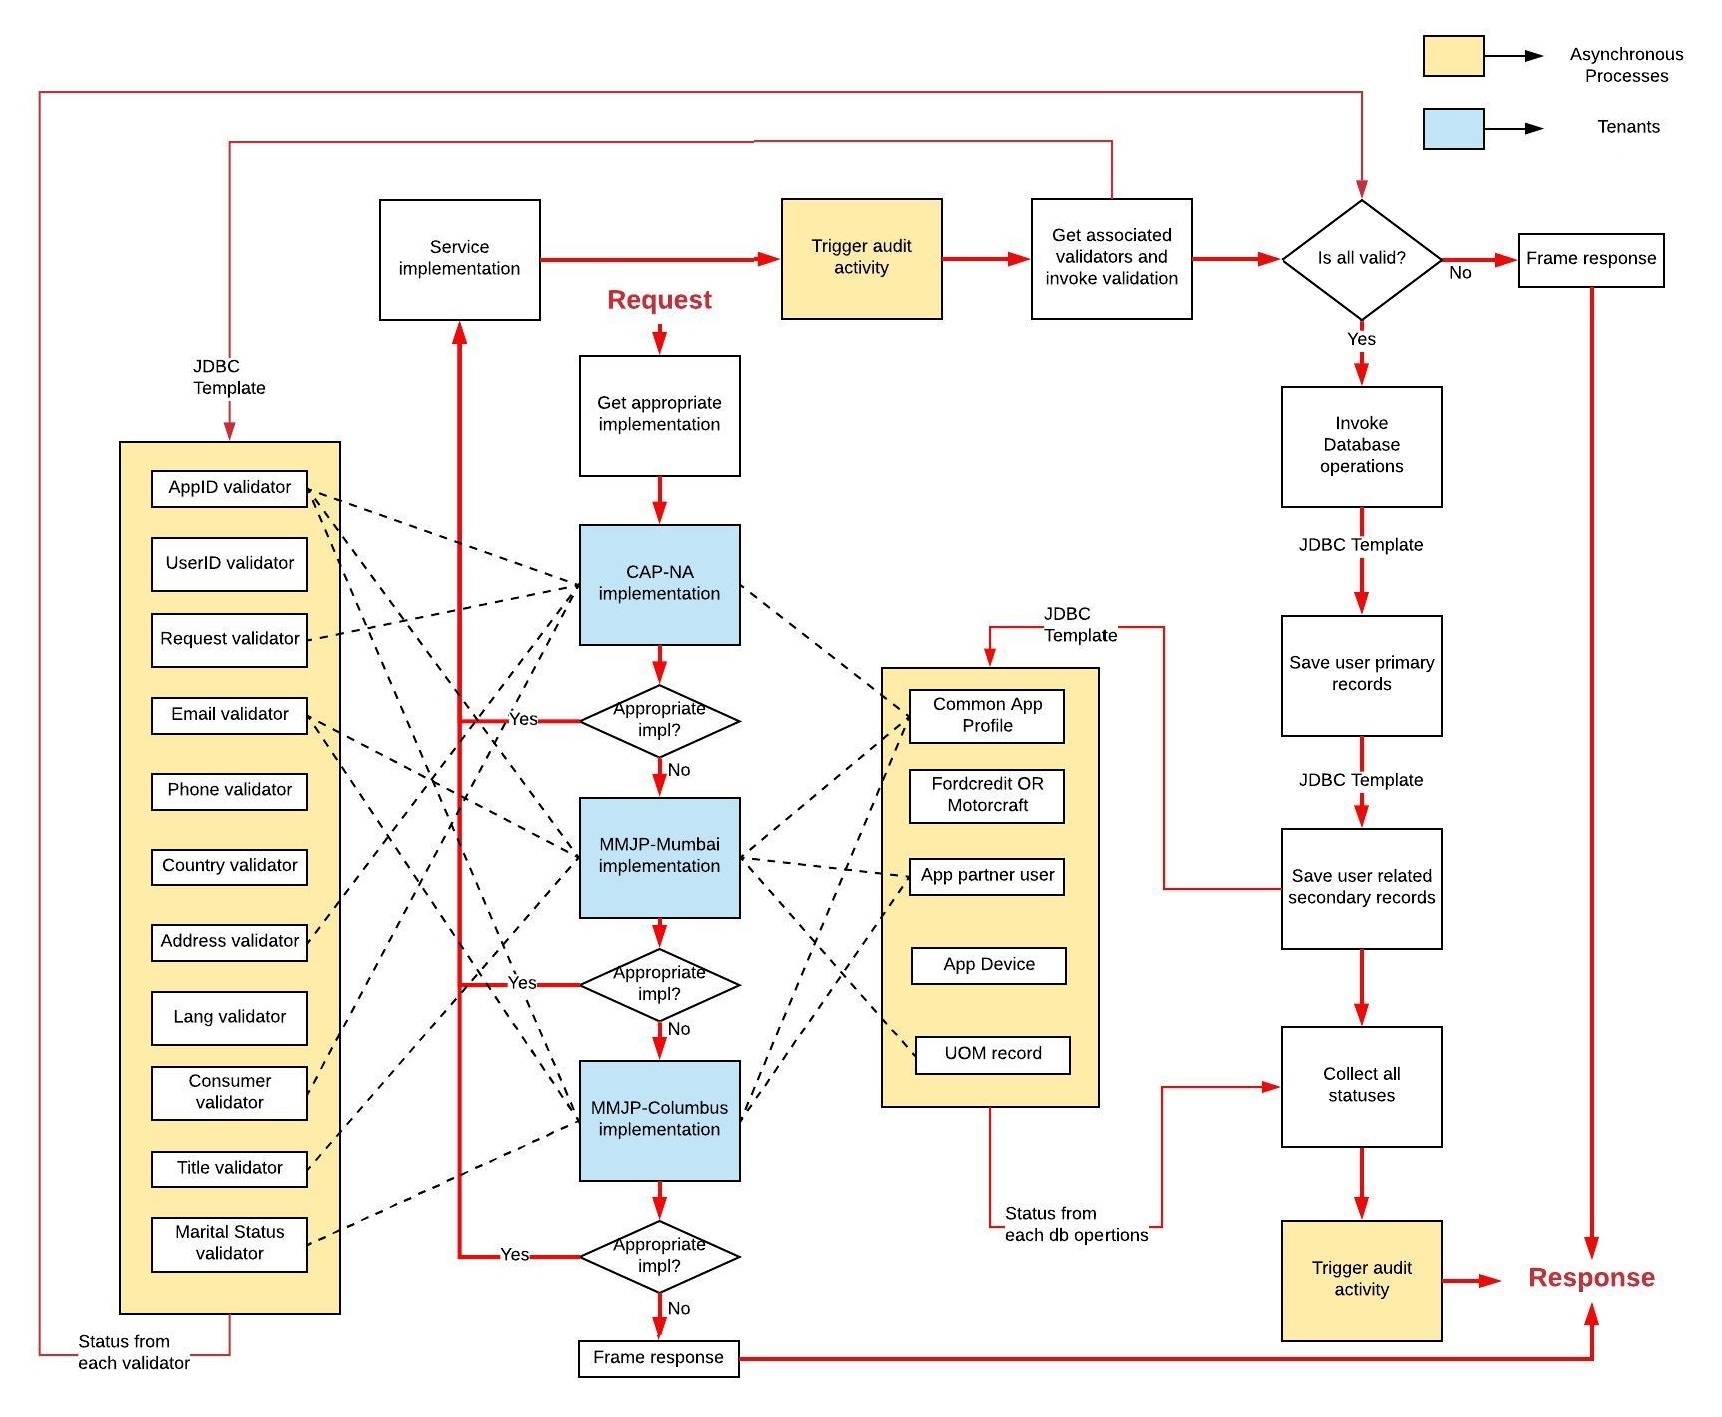 Asynchronous
Processes
Tenants
Service
implementation
Trigger audit
activity
Get associated
validators and
invoke validation
Is all valid?
No
Frame response
Request
Yes
JDBC
Template
Get appropriate
implementation
Invoke
Database
operations
AppID validator
UserID validator
Request validator
Email validator
Phone validator
Country validator
Address validator
Lang validator
Consumer
validator
Title validator
Marital Status
validator
Status from
each validator
CAP-NA
implementation
Appropriate
impl?
Yes
No
MMJP-Mumbai
implementation
Appropriate
impl?
Yes
No
MMJP-Columbus
implementation
Appropriate
impl?
Yes
No
Frame response
JDBC
Template
Common App
Profile
Fordcredit OR
Motorcraft
App partner user
App Device
UOM record
Status from
each db opertions
JDBC Template
Save user primary
records
JDBC Template
Save user related
secondary records
Collect all
statuses
Trigger audit
activity
Response